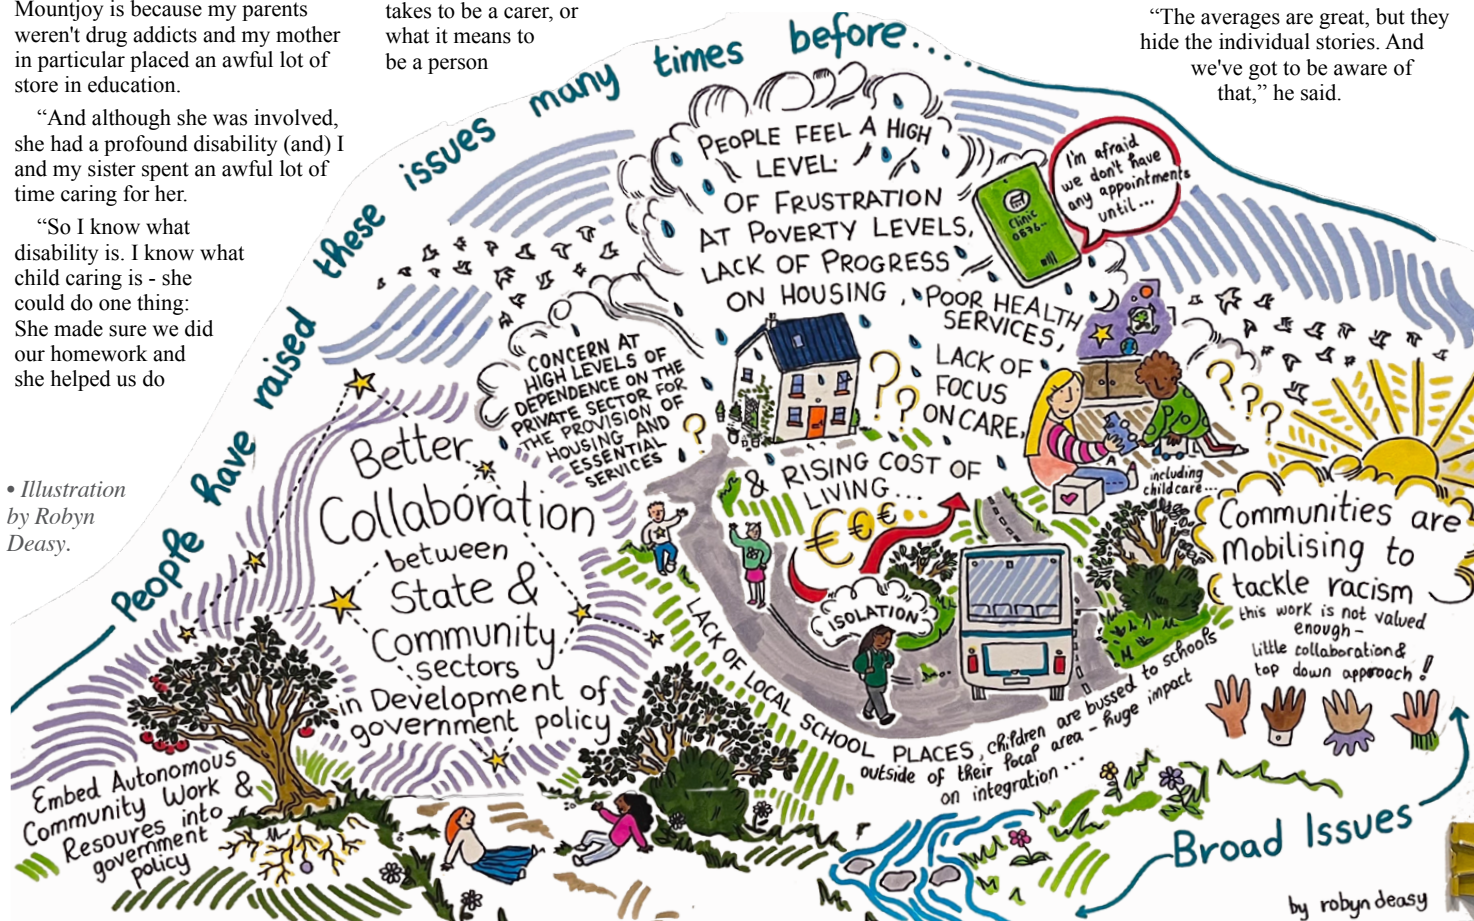 Mountjoy is because my parents
weren't drug addicts and my mother
in particular placed an awful lot of
store in education.
“And although she was involved,
she had a profound disability (and) I
and my sister spent an awful lot of
time caring for her.
“So I know what
disability is. I know what
child caring is - she
could do one thing:
She made sure we did
our homework and
she helped us do
takes to be a carer, or
what it means to
be a person
“The averages are great, but they
hide the individual stories. And
we've got to be aware of
that,” he said.
• Illustration
by Robyn
Deasy.
People have raised these issues many times before....
PEOPLE FEEL A HIGH
LEVEL
OF FRUSTRATION
AT POVERTY LEVELS,
LACK OF PROGRESS
ON HOUSING,
POOR HEALTH
SERVICES,
LACK OF
FOCUS
ON CARE,
including
childcare...
& RISING COST OF
LIVING...
€€€
I'm afraid
we don't have
any appointments
until...
Clinic
0876..
???
???
?
CONCERN AT
HIGH LEVELS OF
DEPENDENCE ON THE
PRIVATE SECTOR FOR
THE PROVISION OF
HOUSING AND
ESSENTIAL
SERVICES
Better
Collaboration
between
State &
Community
sectors
in Development of
government policy
ISOLATION
LACK OF LOCAL SCHOOL PLACES, children are bussed to schools
outside of their local area - huge impact
on integration...
Communities are
mobilising to
tackle racism
this work is not valued
enough -
little collaboration &
top down approach!
Embed Autonomous
Community Work &
Resoures into
government
policy
Broad Issues
by robyn deasy